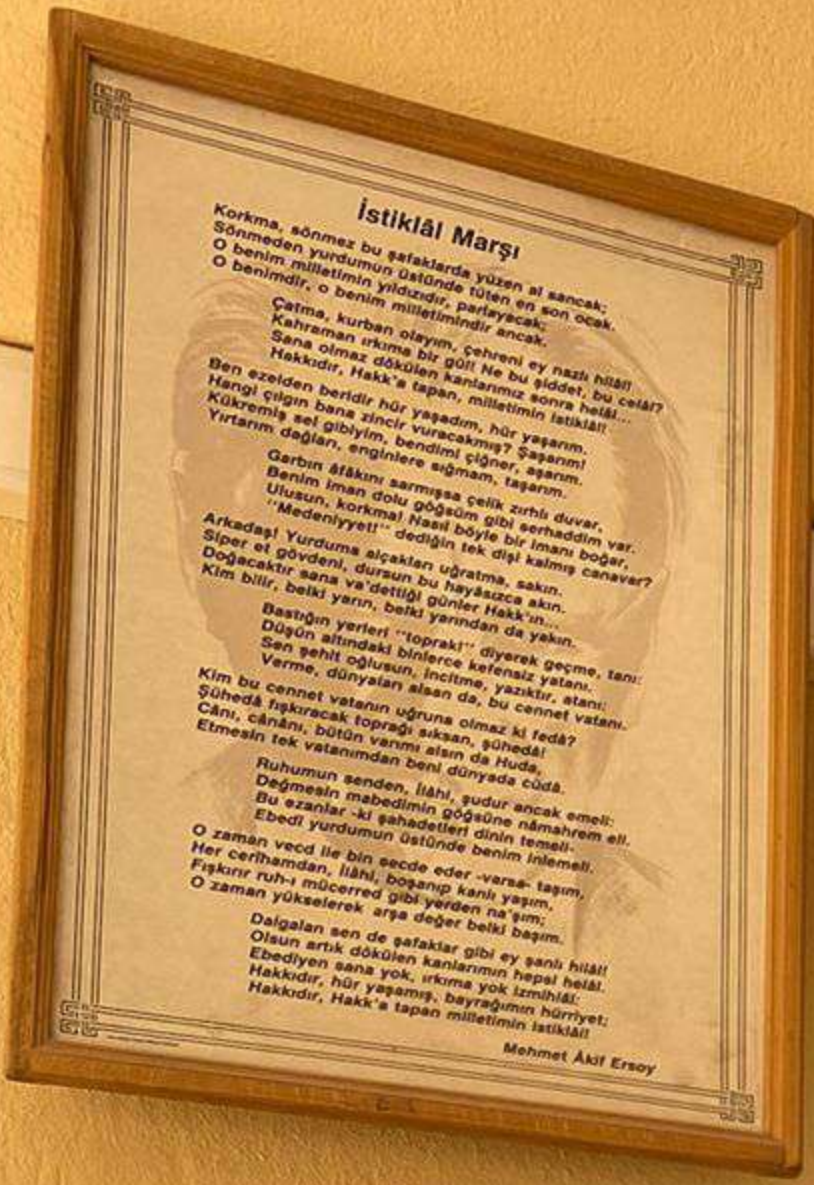 İstiklâl Marşı
Korkma, sönmez bu şafaklarda yüzen al sancak;
Sönmeden yurdumun üstünde tüten en son ocak.
O benim milletimin yıldızıdır, parlayacak;
O benimdir, o benim milletimindir ancak.
Çatma, kurban olayım, çehreni ey nazlı hilâl!
Kahraman ırkıma bir gül! Ne bu şiddet, bu celâl?
Sana olmaz dökülen kanlarımız sonra helâl...
Hakkıdır, Hakk'a tapan, milletimin istiklâl!
Ben ezelden beridir hür yaşadım, hür yaşarım.
Hangi çılgın bana zincir vuracakmış? Şaşarım!
Kükremiş sel gibiyim, bendimi çiğner, aşarım.
Yırtarım dağları, enginlere sığmam, taşarım.
Garbın âfâkını sarmışsa çelik zırhlı duvar,
Benim iman dolu göğsüm gibi serhaddim var.
Ulusun, korkma! Nasıl böyle bir imanı boğar,
"Medeniyyet!" dediğin tek dişi kalmış canavar?
Arkadaş! Yurduma alçakları uğratma, sakın.
Siper et gövdeni, dursun bu hayâsızca akın.
Doğacaktır sana va'dettiği günler Hakk'ın...
Kim bilir, belki yarın, belki yarından da yakın.
Bastığın yerleri "toprak!" diyerek geçme, tanı:
Düşün altındaki binlerce kefensiz yatanı.
Sen şehit oğlusun, incitme, yazıktır, atanı:
Verme, dünyaları alsan da, bu cennet vatanı.
Kim bu cennet vatanın uğruna olmaz ki fedâ?
Şühedâ fışkıracak toprağı sıksan, şühedâ!
Cânı, cânânı, bütün varımı alsın da Huda,
Etmesin tek vatanımdan beni dünyada cüdâ.
Ruhumun senden, İlâhi, şudur ancak emeli:
Değmesin mabedimin göğsüne nâmahrem eli.
Bu ezanlar -ki şahadetleri dinin temeli-
Ebedî yurdumun üstünde benim inlemeli.
O zaman vecd ile bin secde eder -varsa- taşım,
Her cerîhamdan, İlâhi, boşanıp kanlı yaşım,
Fışkırır ruh-ı mücerred gibi yerden na'şım;
O zaman yükselerek arşa değer belki başım.
Dalgalan sen de şafaklar gibi ey şanlı hilâl!
Olsun artık dökülen kanlarımın hepsi helâl.
Ebediyen sana yok, ırkıma yok izmihlâl:
Hakkıdır, hür yaşamış, bayrağımın hürriyet;
Hakkıdır, Hakk'a tapan milletimin istiklâl!
Mehmet Âkif Ersoy